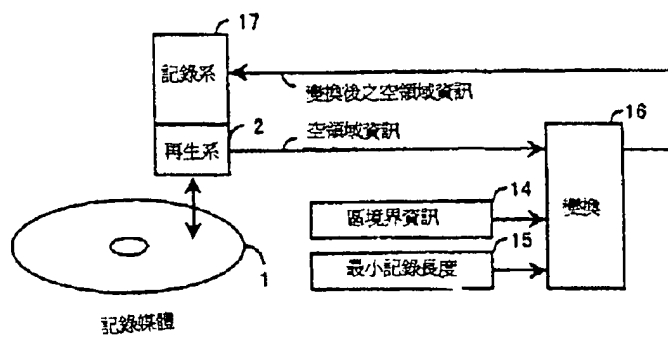 17
記錄系
變換後之空領域資訊
2
空領域資訊
16
再生系
14
區境界資訊
變換
15
最小記錄長度
1
記錄媒體